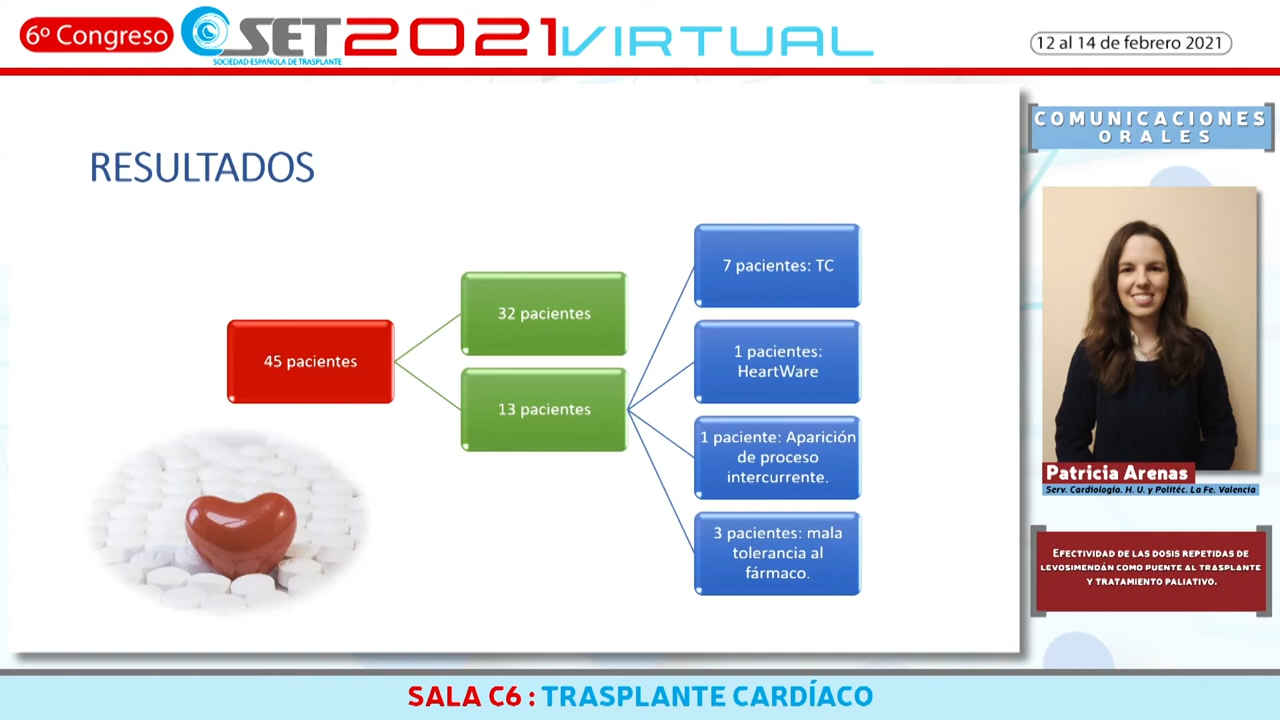 6º Congreso
SET
SOCIEDAD ESPAÑOLA DE TRASPLANTE
2021 VIRTUAL
12 al 14 de febrero 2021
COMUNICACIONES
ORALES
RESULTADOS
45 pacientes
32 pacientes
13 pacientes
7 pacientes: TC
1 pacientes:
HeartWare
1 paciente: Aparición
de proceso
intercurrente.
3 pacientes: mala
tolerancia al
fármaco.
Patricia Arenas
Serv. Cardiología. H. U. y Politéc. La Fe. Valencia
EFECTIVIDAD DE LAS DOSIS REPETIDAS DE
LEVOSIMENDÁN COMO PUENTE AL TRASPLANTE
Y TRATAMIENTO PALIATIVO.
SALA C6 : TRASPLANTE CARDÍACO